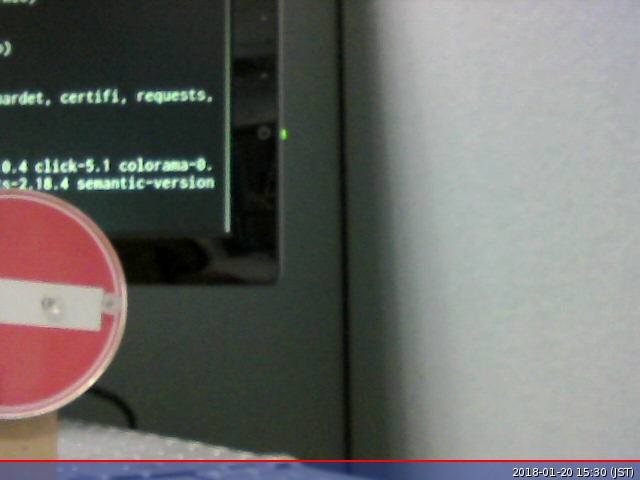 ardet, certifi, requests,
0.4 click-5.1 colorama-0.
s-2.18.4 semantic-version
2018-01-20 15:30 (JST)